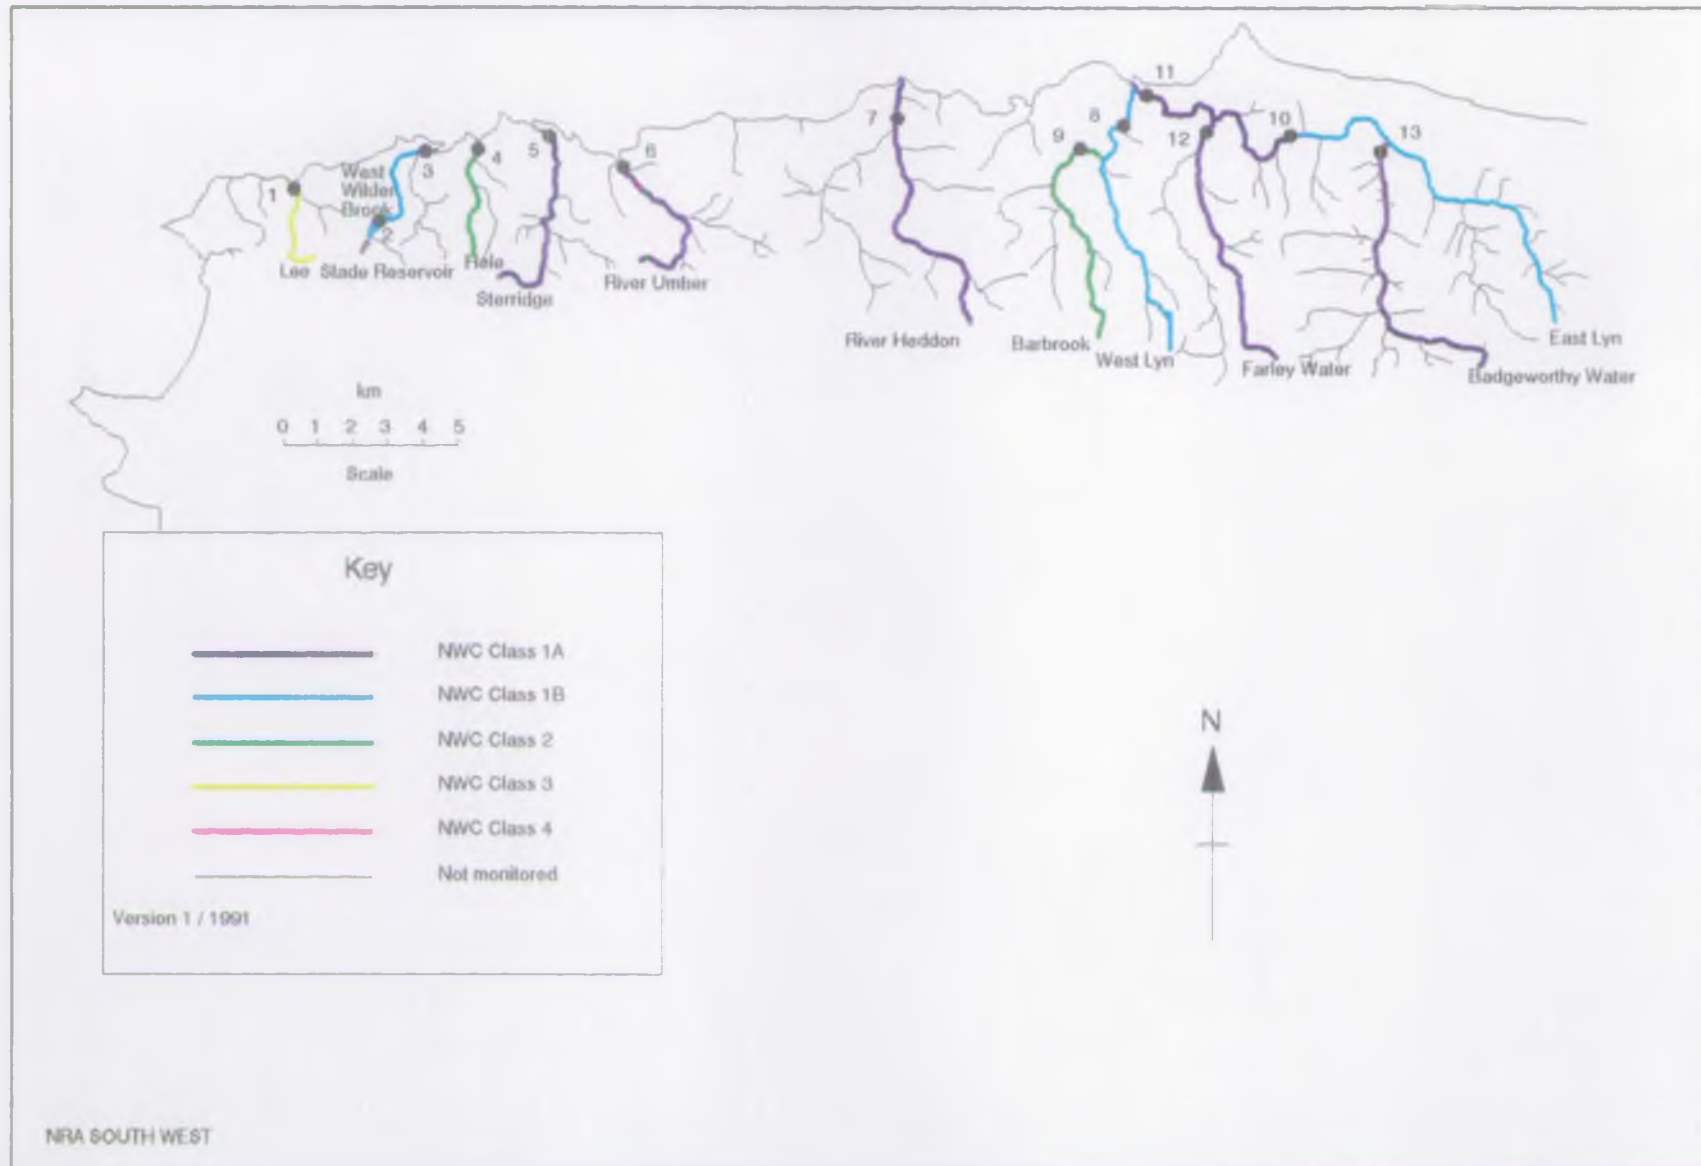 11
7
8
10
13
12
9
5
4
6
3
1
West
Wilder
Brook
2
Lee
Slade Reservoir
Hele
Sterridge
River Umber
River Heddon
Barbrook
West Lyn
Farley Water
East Lyn
Badgeworthy Water
km
0 1 2 3 4 5
Scale
Key
NWC Class 1A
NWC Class 1B
NWC Class 2
NWC Class 3
NWC Class 4
Not monitored
Version 1 / 1991
N
NRA SOUTH WEST